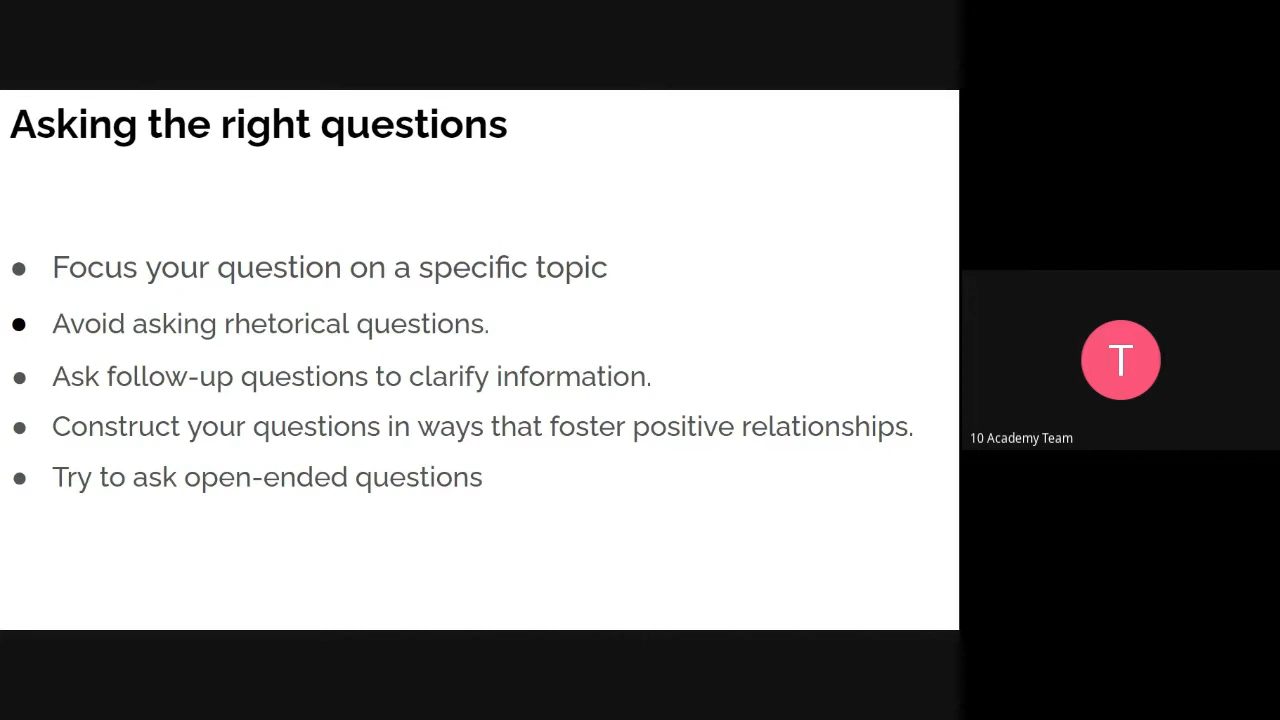 Asking the right questions
● Focus your question on a specific topic
● Avoid asking rhetorical questions.
● Ask follow-up questions to clarify information.
● Construct your questions in ways that foster positive relationships.
● Try to ask open-ended questions
T
10 Academy Team